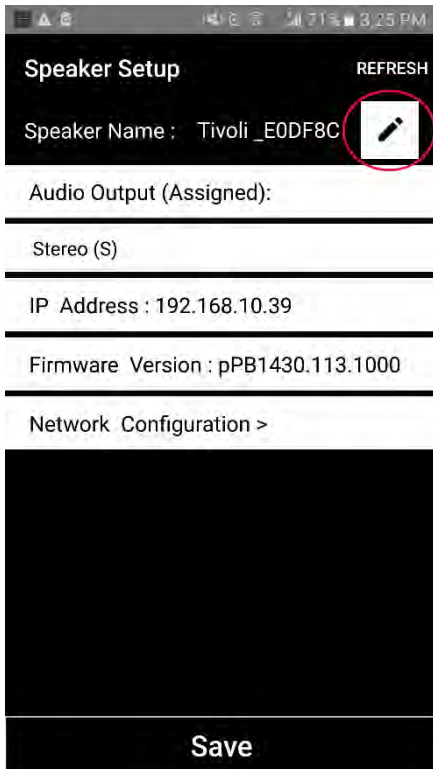 71% 3:25 PM
Speaker Setup REFRESH
Speaker Name : Tivoli _E0DF8C
Audio Output (Assigned):
Stereo (S)
IP Address : 192.168.10.39
Firmware Version : pPB1430.113.1000
Network Configuration >
Save